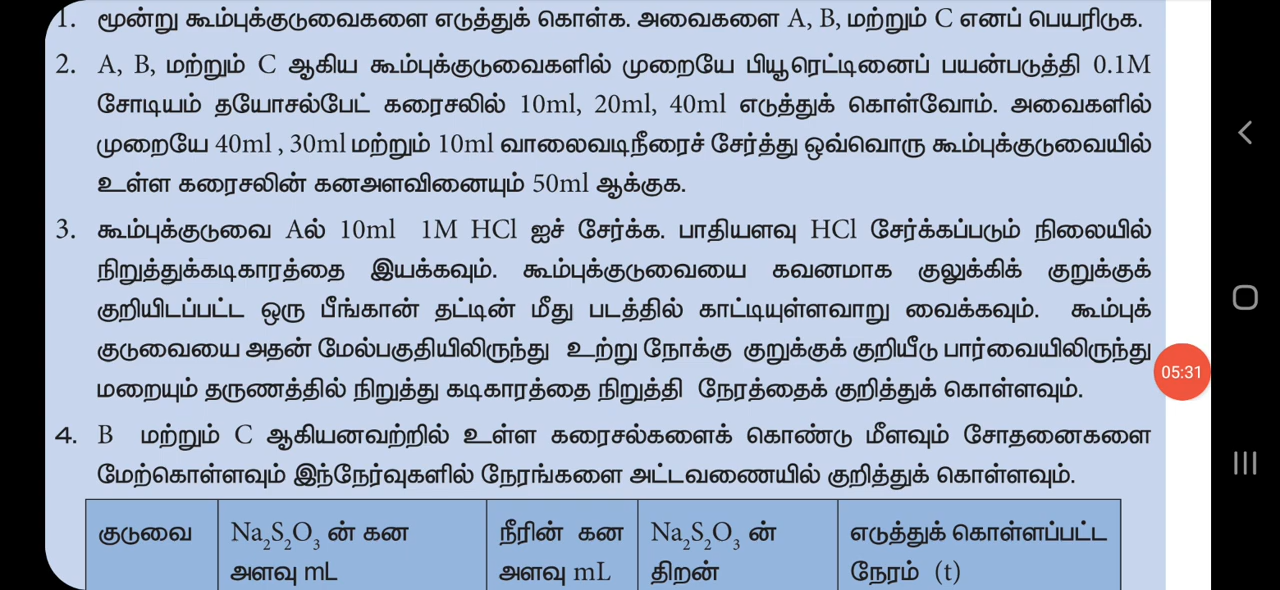 1. மூன்று கூம்புக்குடுவைகளை எடுத்துக் கொள்க. அவைகளை A, B, மற்றும் C எனப் பெயரிடுக.
2. A, B, மற்றும் C ஆகிய கூம்புக்குடுவைகளில் முறையே பியூரெட்டினைப் பயன்படுத்தி 0.1M
சோடியம் தயோசல்பேட் கரைசலில் 10ml, 20ml, 40ml எடுத்துக் கொள்வோம். அவைகளில்
முறையே 40ml , 30ml மற்றும் 10ml வாலைவடிநீரைச் சேர்த்து ஒவ்வொரு கூம்புக்குடுவையில்
உள்ள கரைசலின் கனஅளவினையும் 50ml ஆக்குக.
3. கூம்புக்குடுவை Aல் 10ml 1M HCl ஐச் சேர்க்க. பாதியளவு HCl சேர்க்கப்படும் நிலையில்
நிறுத்துக்கடிகாரத்தை இயக்கவும். கூம்புக்குடுவையை கவனமாக குலுக்கிக் குறுக்குக்
குறியிடப்பட்ட ஒரு பீங்கான் தட்டின் மீது படத்தில் காட்டியுள்ளவாறு வைக்கவும். கூம்புக்
குடுவையை அதன் மேல்பகுதியிலிருந்து உற்று நோக்கு குறுக்குக் குறியீடு பார்வையிலிருந்து
மறையும் தருணத்தில் நிறுத்து கடிகாரத்தை நிறுத்தி நேரத்தைக் குறித்துக் கொள்ளவும்.
05:31
4. B மற்றும் C ஆகியனவற்றில் உள்ள கரைசல்களைக் கொண்டு மீளவும் சோதனைகளை
மேற்கொள்ளவும் இந்நேர்வுகளில் நேரங்களை அட்டவணையில் குறித்துக் கொள்ளவும்.
குடுவை Na₂S₂O₃ ன் கன நீரின் கன Na₂S₂O₃ ன் எடுத்துக் கொள்ளப்பட்ட
அளவு mL அளவு mL திறன் நேரம் (t)